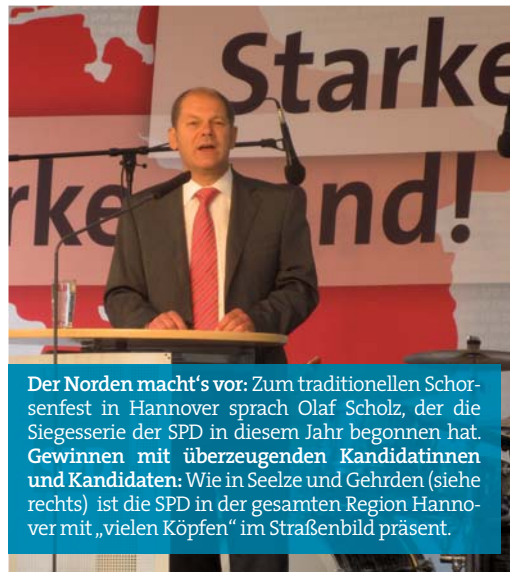 Starke
rke
nd!
Der Norden macht's vor: Zum traditionellen Schor-
senfest in Hannover sprach Olaf Scholz, der die
Siegesserie der SPD in diesem Jahr begonnen hat.
Gewinnen mit überzeugenden Kandidatinnen
und Kandidaten: Wie in Seelze und Gehrden (siehe
rechts) ist die SPD in der gesamten Region Hanno-
ver mit „vielen Köpfen“ im Straßenbild präsent.